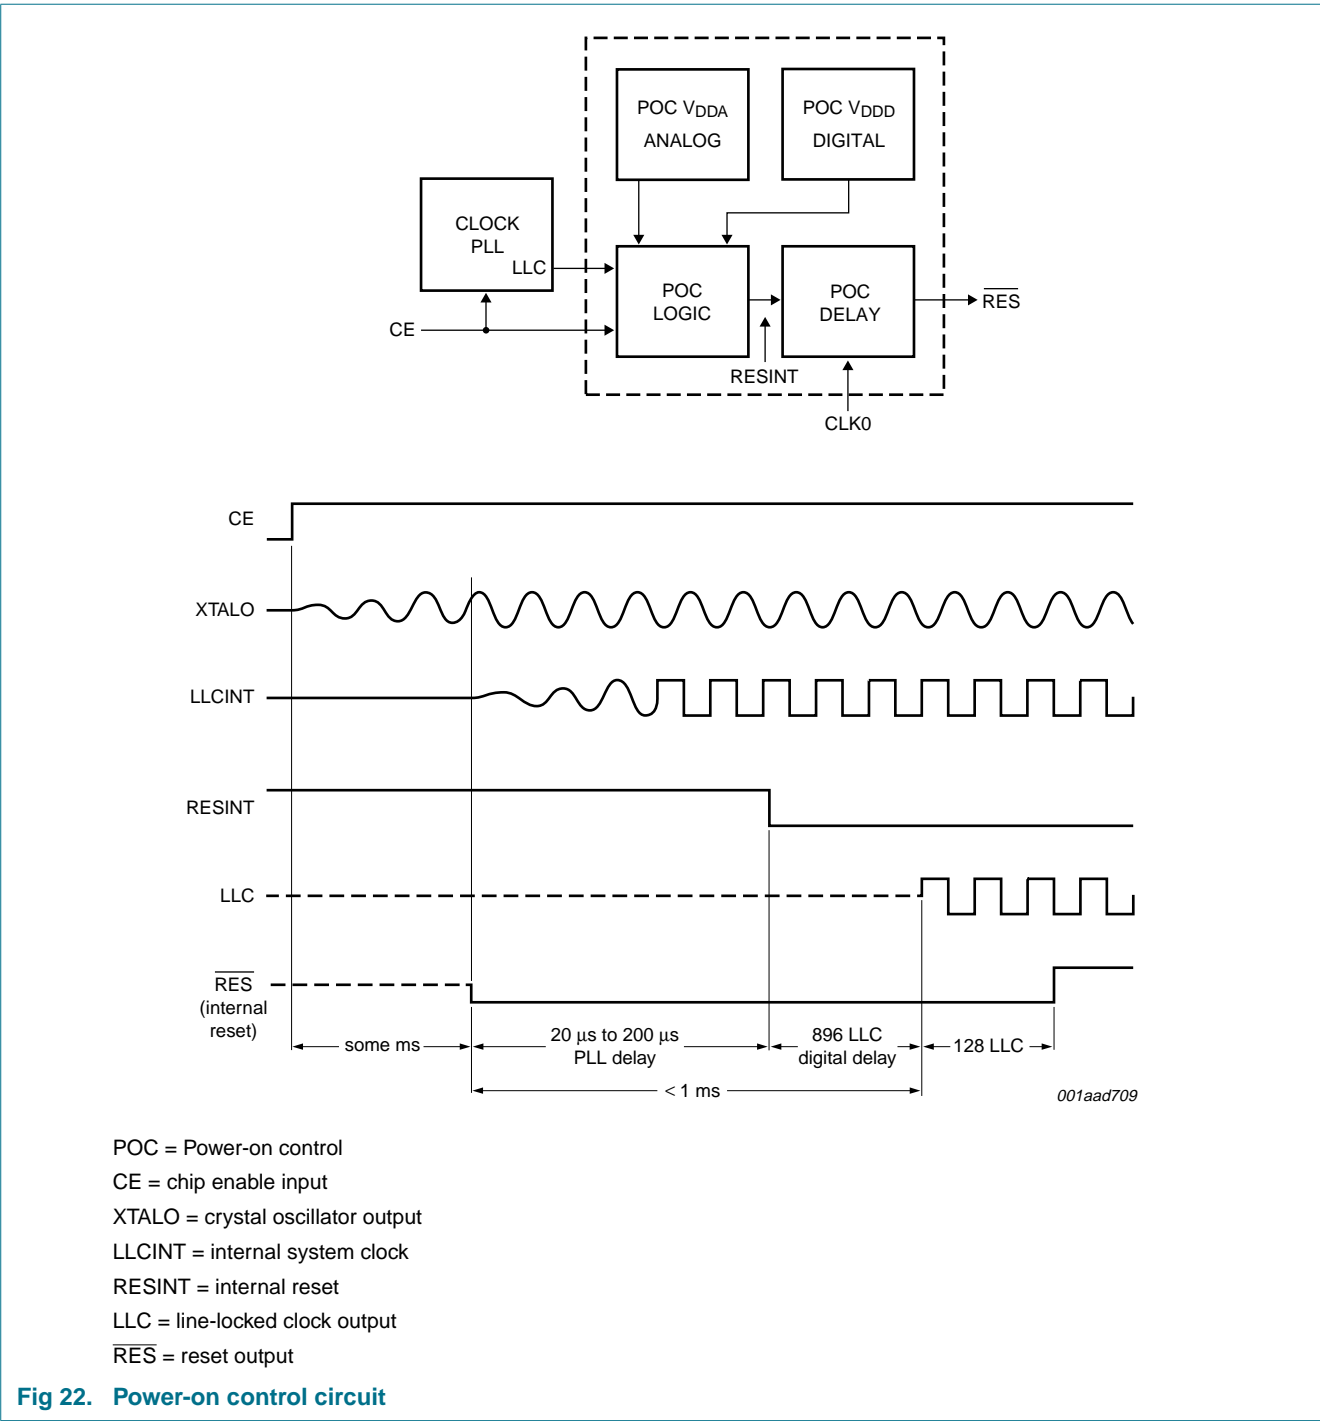 POC VDDA
ANALOG
POC VDDD
DIGITAL
CLOCK
PLL
LLC
POC
LOGIC
POC
DELAY
R̅E̅S̅
CE
RESINT
CLK0
CE
XTALO
LLCINT
RESINT
LLC
R̅E̅S̅
(internal
reset)
some ms
20 μs to 200 μs
PLL delay
896 LLC
digital delay
128 LLC
< 1 ms
001aad709
POC = Power-on control
CE = chip enable input
XTALO = crystal oscillator output
LLCINT = internal system clock
RESINT = internal reset
LLC = line-locked clock output
R̅E̅S̅ = reset output
Fig 22. Power-on control circuit